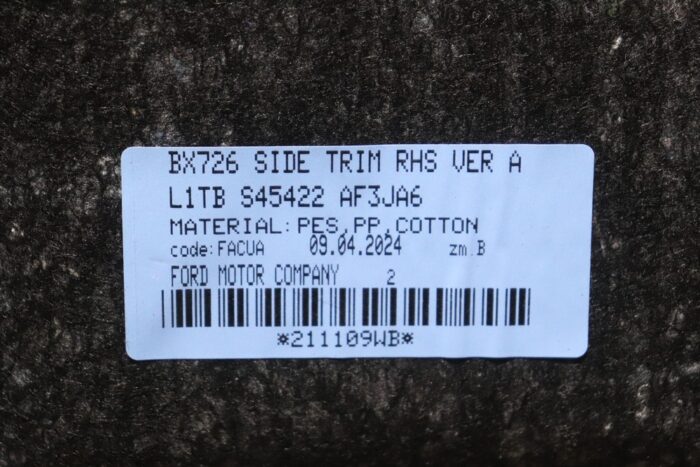 BX726 SIDE TRIM RHS VER A
L1TB S45422 AF3JA6
MATERIAL: PES,PP,COTTON
code: FACUA 09.04.2024 zm.B
FORD MOTOR COMPANY 2
*211109WB*